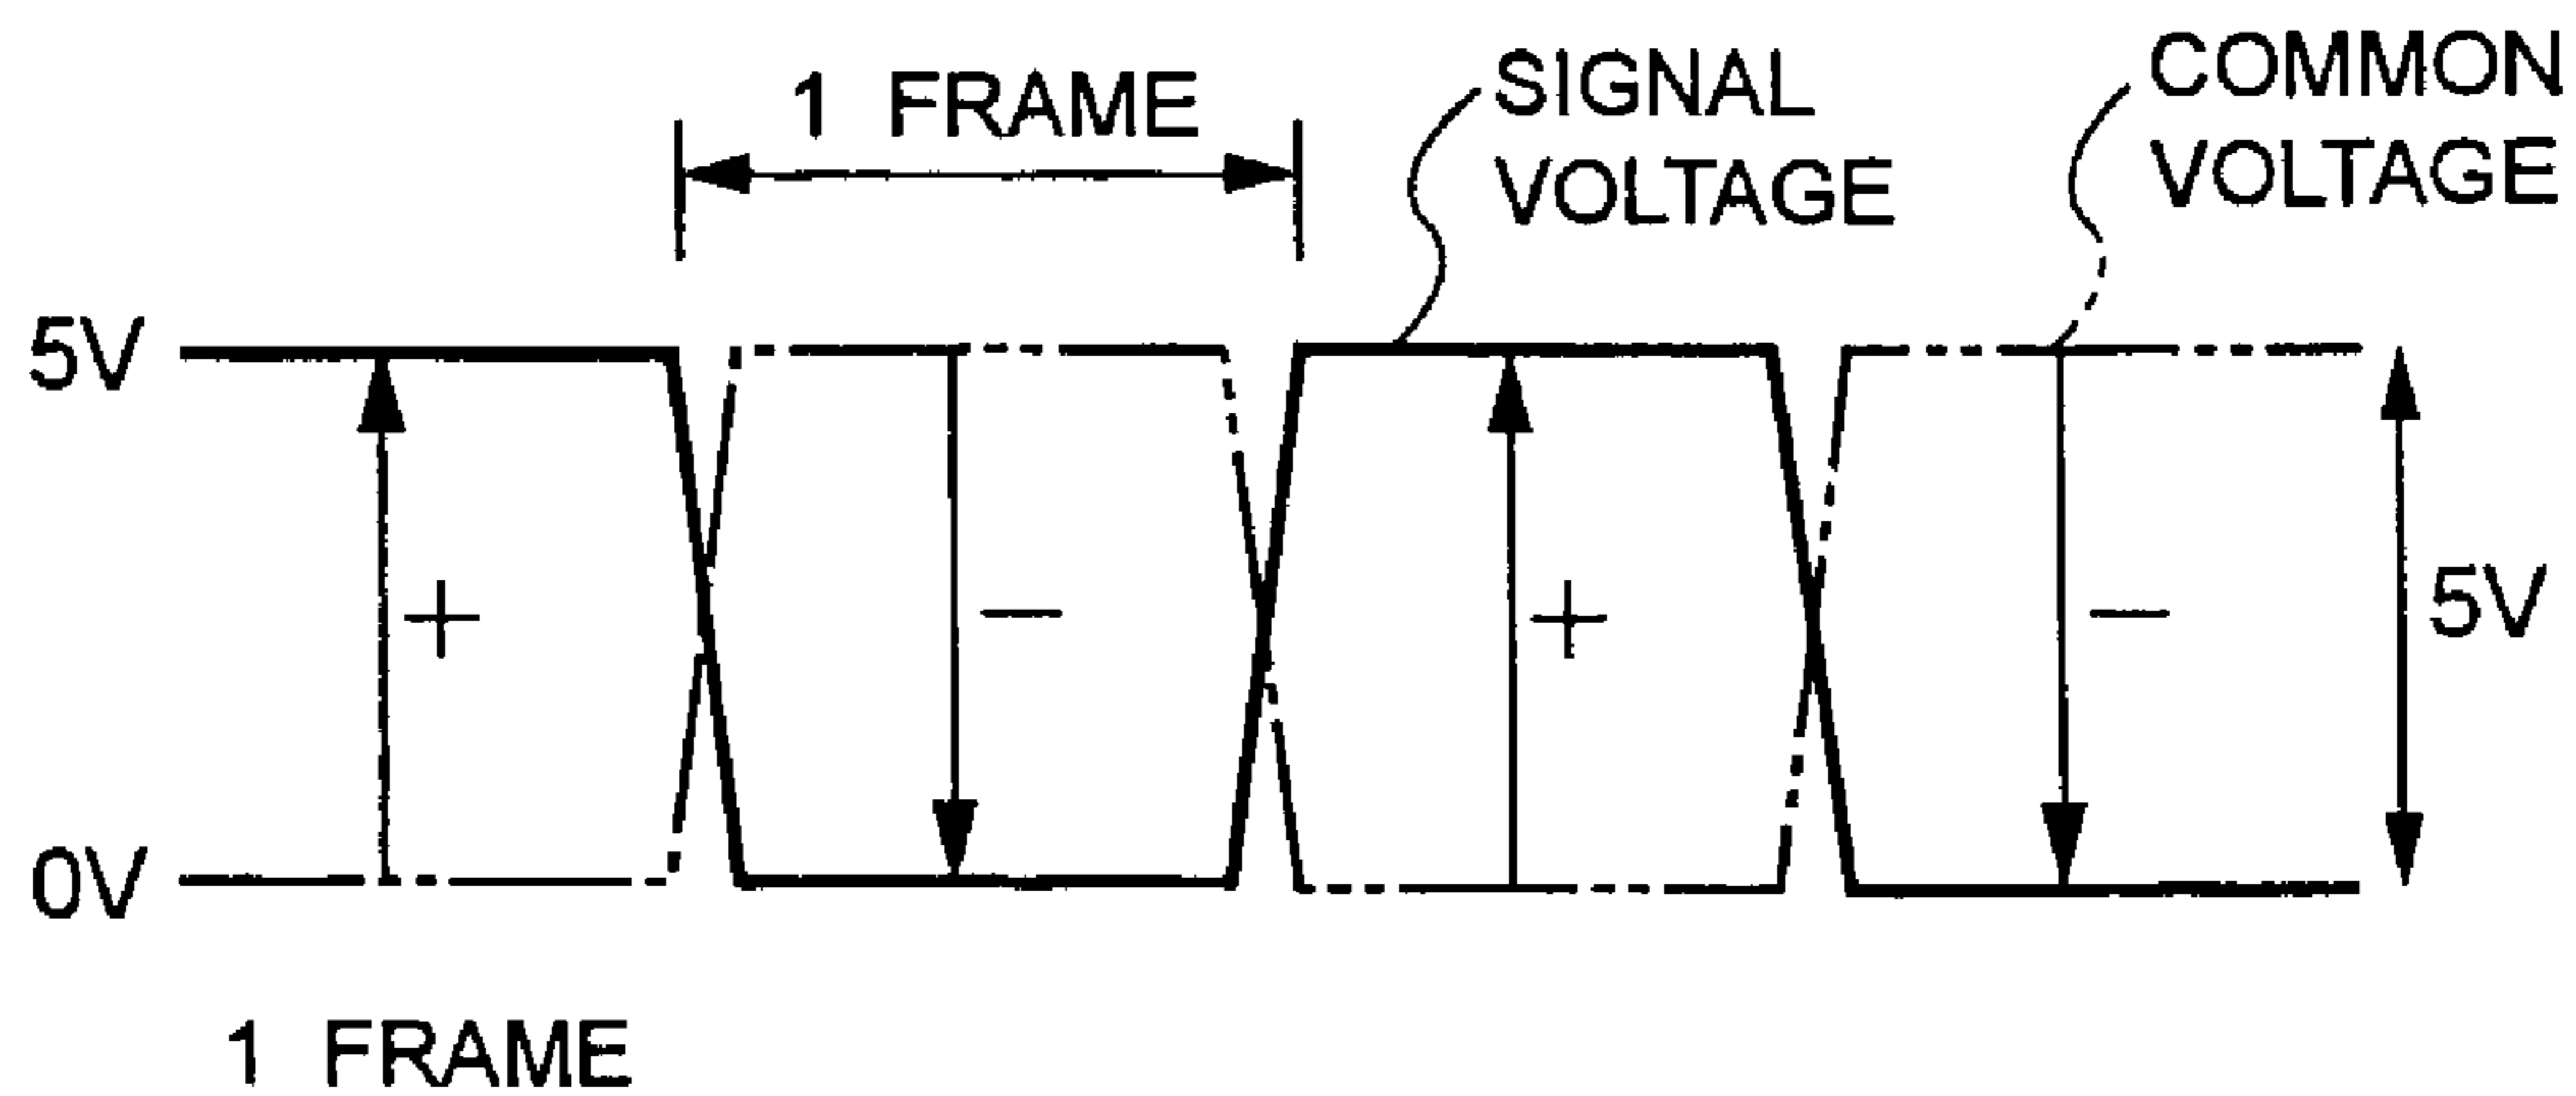 1 FRAME
SIGNAL
VOLTAGE
COMMON
VOLTAGE
5V
+
−
+
−
5V
0V
1 FRAME